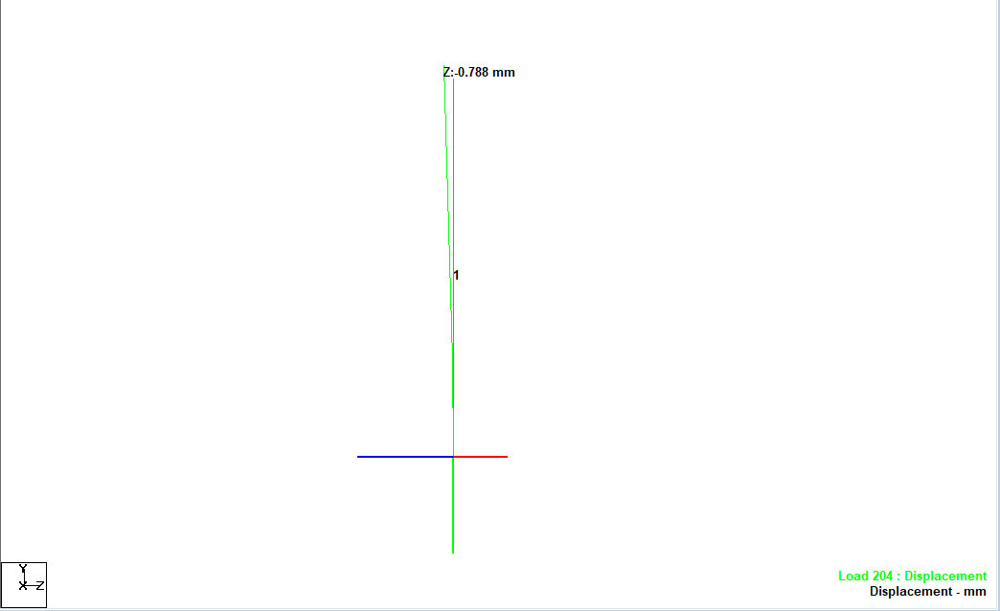 Z:-0.788 mm
1
Y
X Z
Load 204 : Displacement
Displacement - mm